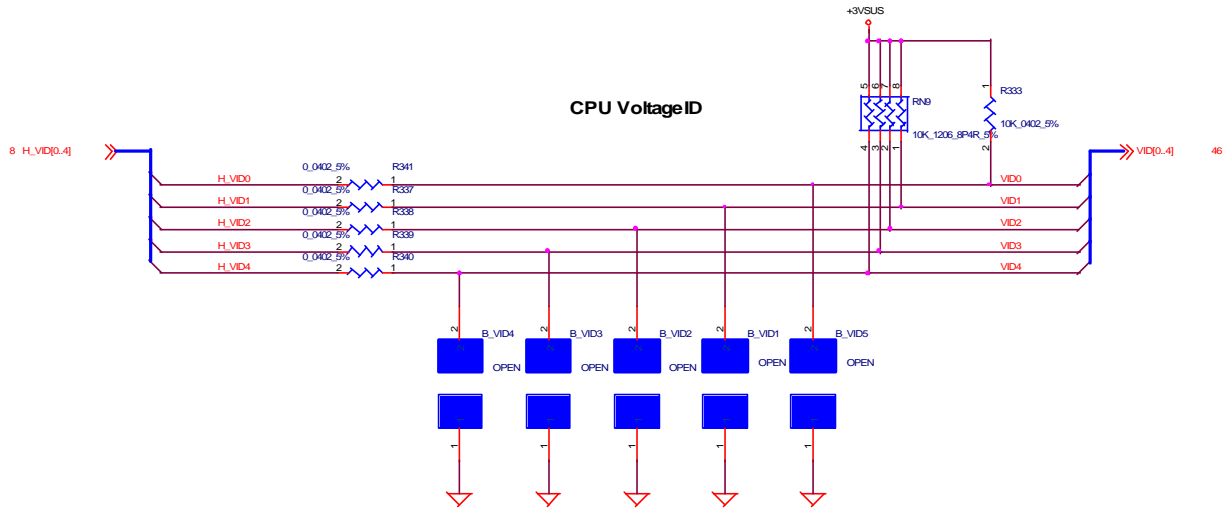 +3VSUS
CPU VoltageID
5 6 7 8
RN9
10K_1206_8P4R_5%
4 3 2 1
1
R333
10K_0402_5%
2
8 H_VID[0..4]
VID[0..4] 46
H_VID0 0_0402_5% 2 R341 1 VID0
H_VID1 0_0402_5% 2 R337 1 VID1
H_VID2 0_0402_5% 2 R338 1 VID2
H_VID3 0_0402_5% 2 R339 1 VID3
H_VID4 0_0402_5% 2 R340 1 VID4
2 B_VID4 2 B_VID3 2 B_VID2 2 B_VID1 2 B_VID5
OPEN OPEN OPEN OPEN OPEN
1 1 1 1 1